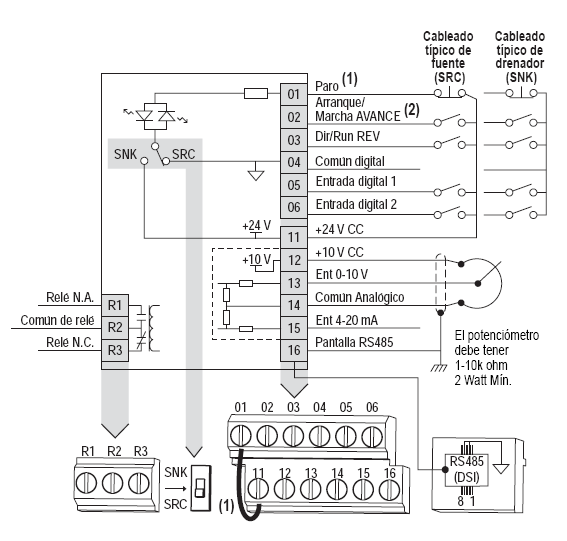 Cableado
típico de
fuente
(SRC)
Cableado
típico de
drenador
(SNK)
01 Paro (1)
02 Arranque/
Marcha AVANCE (2)
03 Dir/Run REV
SNK SRC
04 Común digital
05 Entrada digital 1
06 Entrada digital 2
+24 V 11 +24 V CC
+10 V 12 +10 V CC
13 Ent 0-10 V
14 Común Analógico
15 Ent 4-20 mA
16 Pantalla RS485
Relé N.A. R1
Común de relé R2
Relé N.C. R3
El potenciómetro
debe tener
1-10k ohm
2 Watt Mín.
01 02 03 04 05 06
R1 R2 R3
SNK
SRC
(1)
11 12 13 14 15 16
RS485
(DSI)
8 1